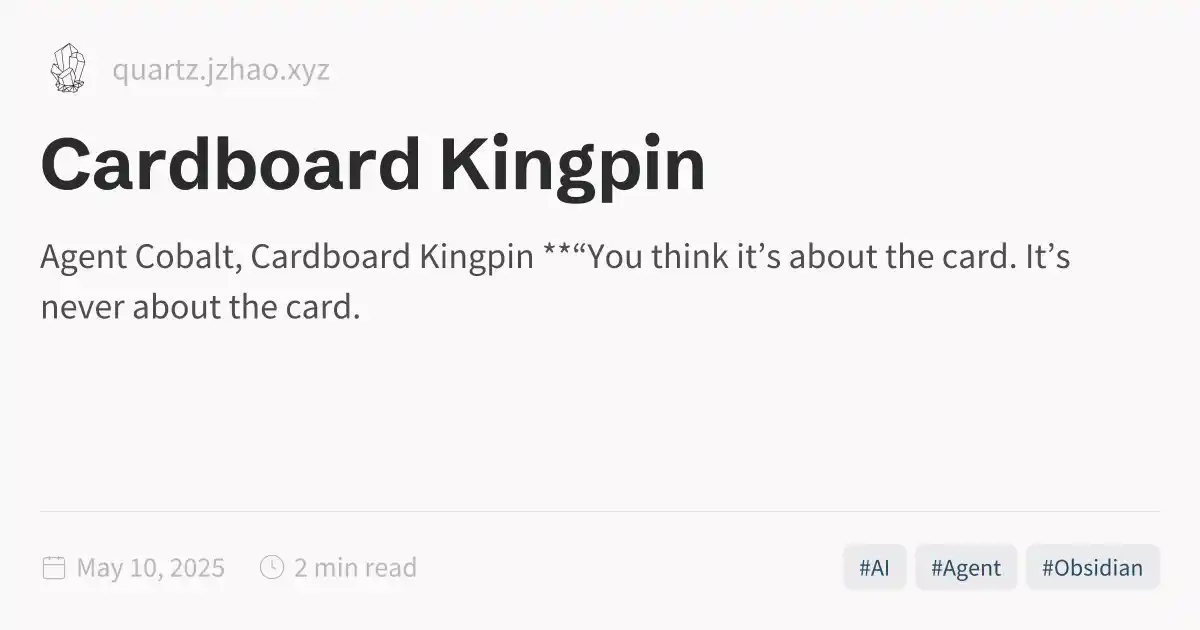 quartz.jzhao.xyz
Cardboard Kingpin
Agent Cobalt, Cardboard Kingpin **“You think it’s about the card. It’s
never about the card.
May 10, 2025 2 min read #AI #Agent #Obsidian